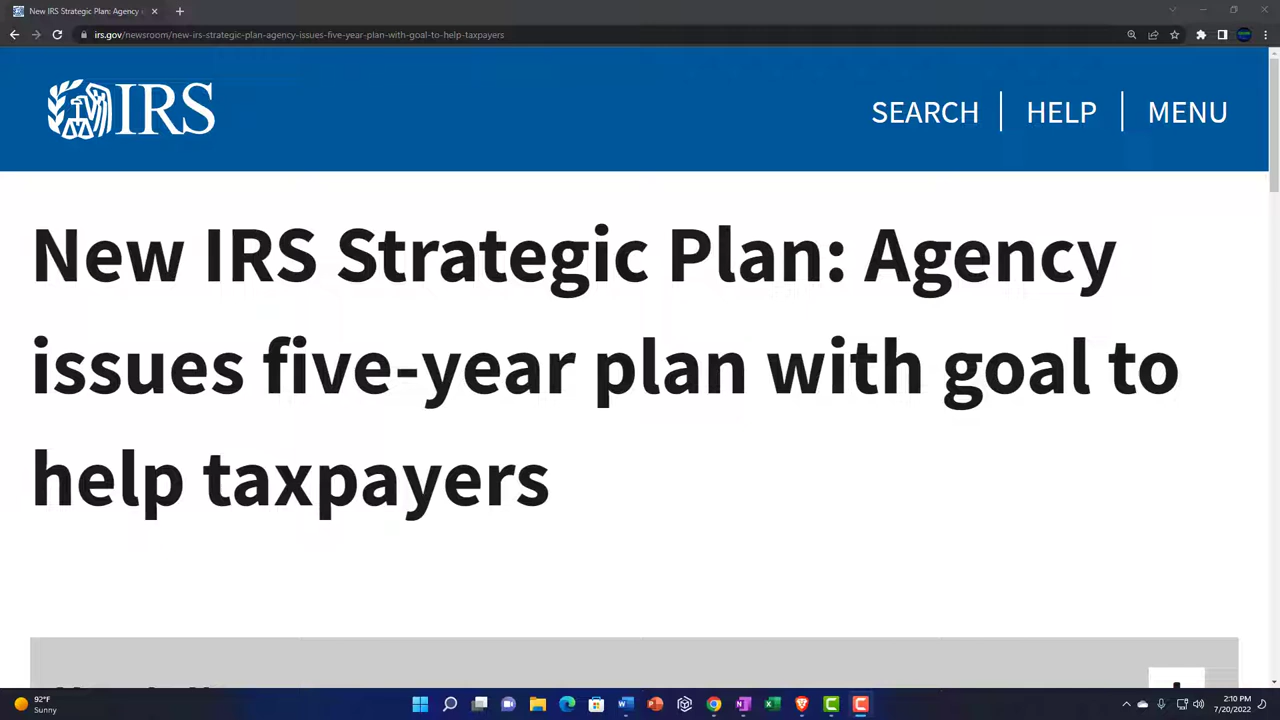 New IRS Strategic Plan: Agency i
irs.gov/newsroom/new-irs-strategic-plan-agency-issues-five-year-plan-with-goal-to-help-taxpayers
IRS
SEARCH
HELP
MENU
New IRS Strategic Plan: Agency
issues five-year plan with goal to
help taxpayers
92°F
Sunny
2:10 PM
7/20/2022